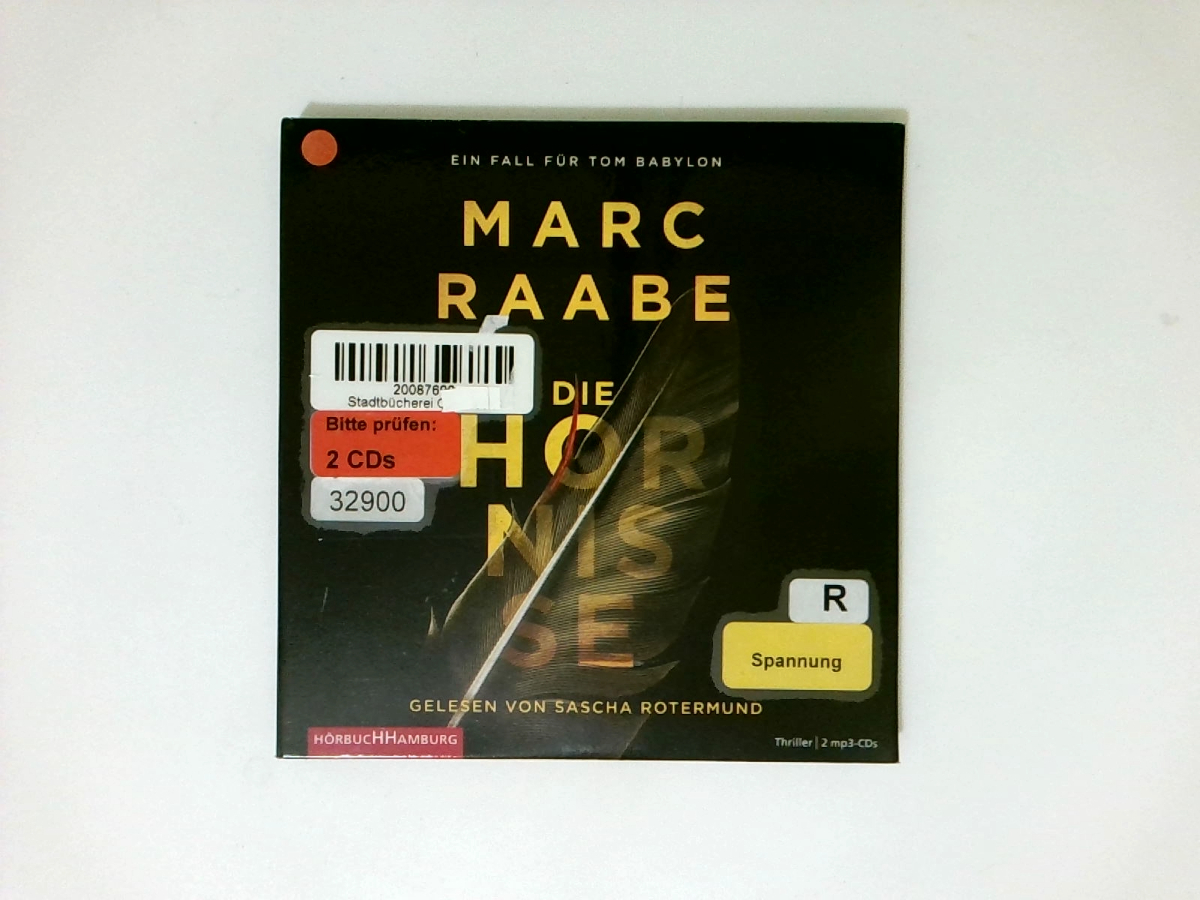 EIN FALL FÜR TOM BABYLON
MARC
RAABE
Stadtbücherei
Bitte prüfen:
2 CDs
32900
DIE
HOR
NIS
SE
R
Spannung
GELESEN VON SASCHA ROTERMUND
HÖRBUCHHAMBURG
Thriller | 2 mp3-CDs